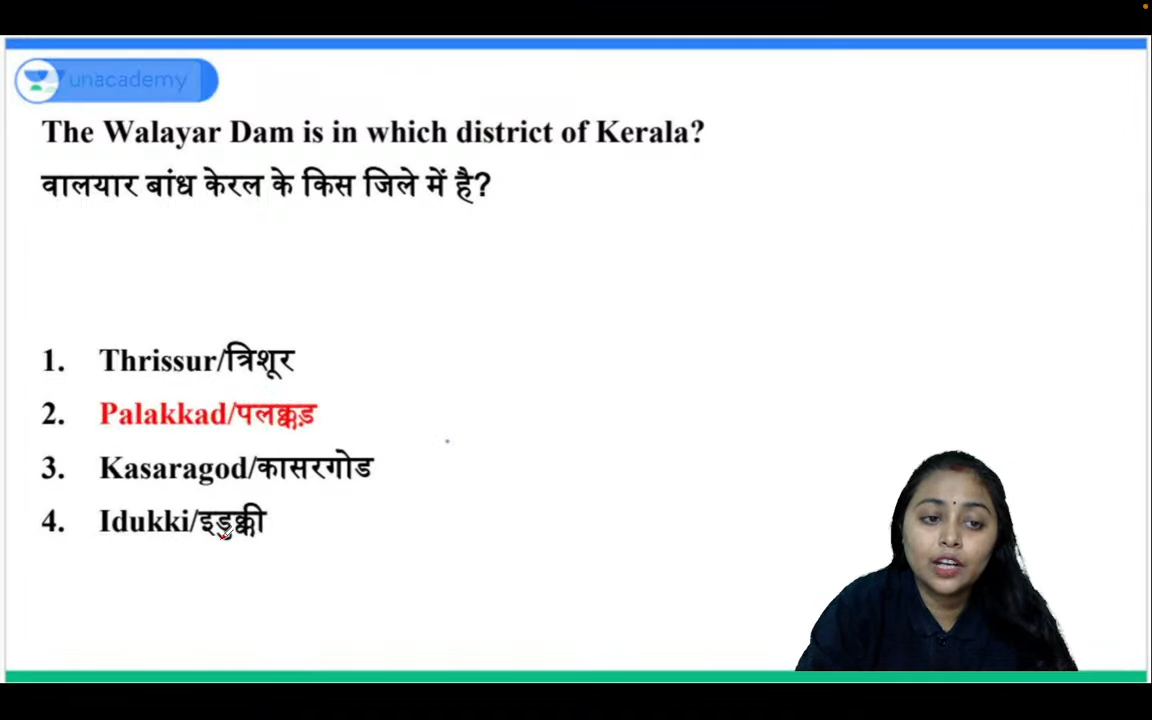 unacademy
The Walayar Dam is in which district of Kerala?
वालयार बांध केरल के किस जिले में है?
1. Thrissur/त्रिशूर
2. Palakkad/पलक्कड़
3. Kasaragod/कासरगोड
4. Idukki/इडुक्की